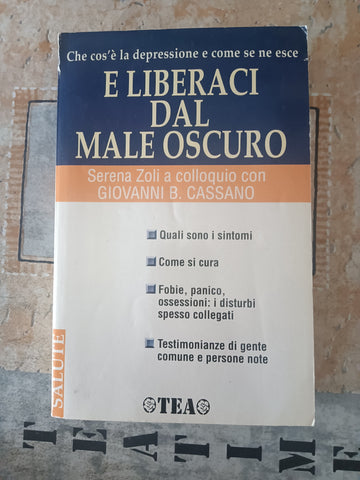 Che cos'è la depressione e come se ne esce
E LIBERACI
DAL
MALE OSCURO
Serena Zoli a colloquio con
GIOVANNI B. CASSANO
Quali sono i sintomi
Come si cura
Fobie, panico,
ossessioni: i disturbi
spesso collegati
Testimonianze di gente
comune e persone note
SALUTE
TEA
T E A T I M E